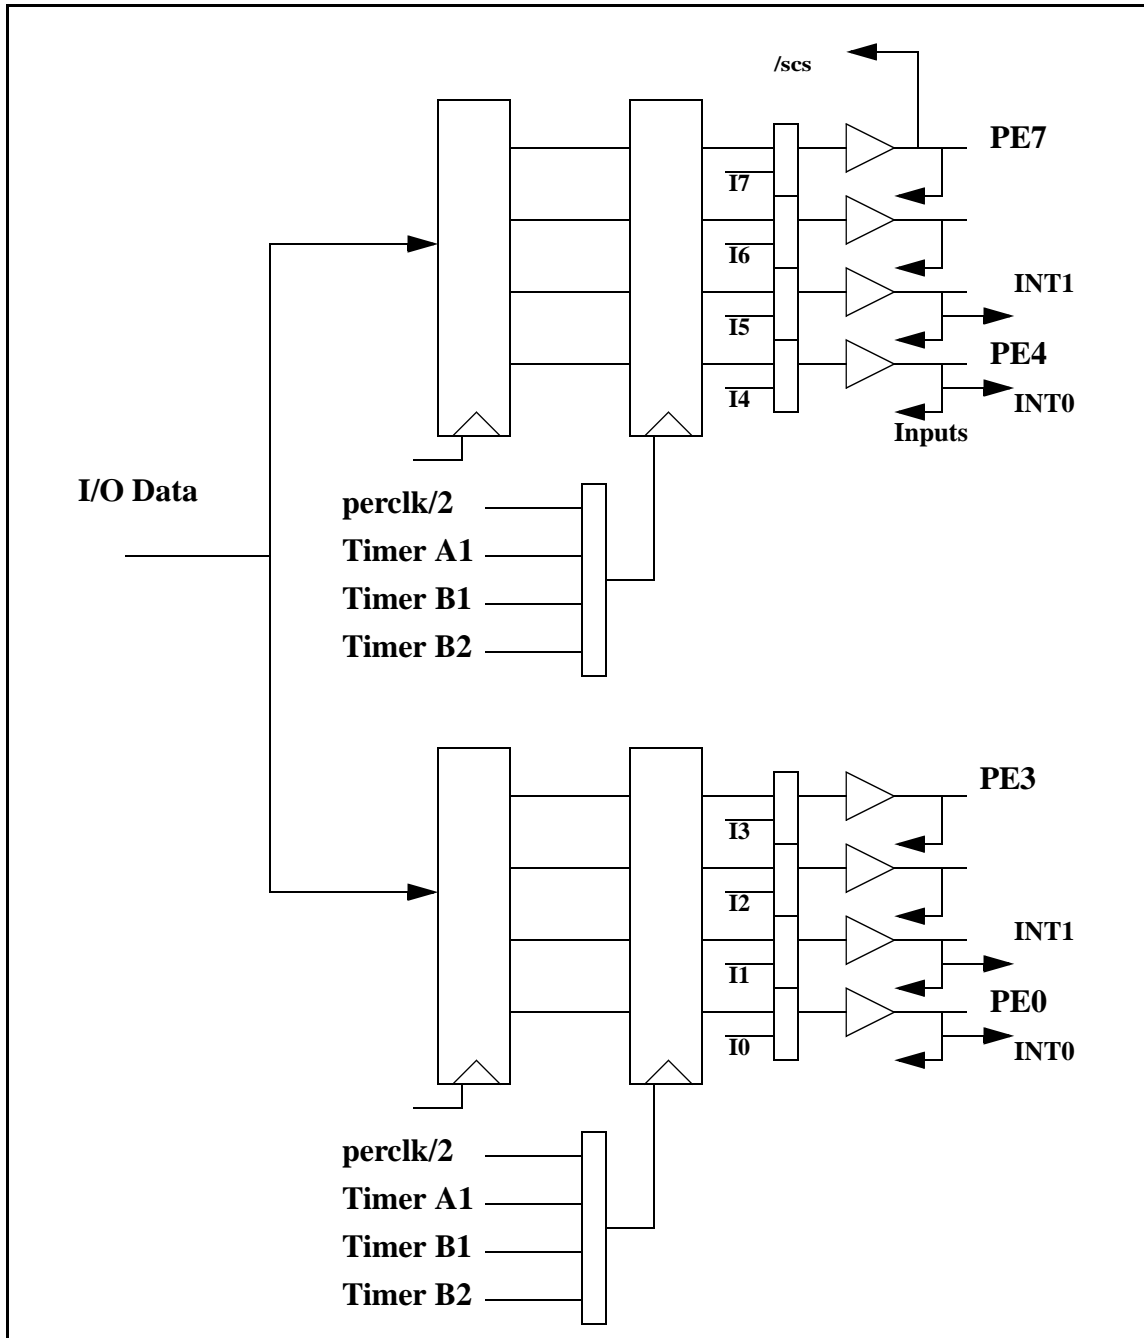 /scs
PE7
I7
I6
INT1
I5
PE4
I4
INT0
Inputs
I/O Data
perclk/2
Timer A1
Timer B1
Timer B2
PE3
I3
I2
INT1
I1
PE0
I0
INT0
perclk/2
Timer A1
Timer B1
Timer B2